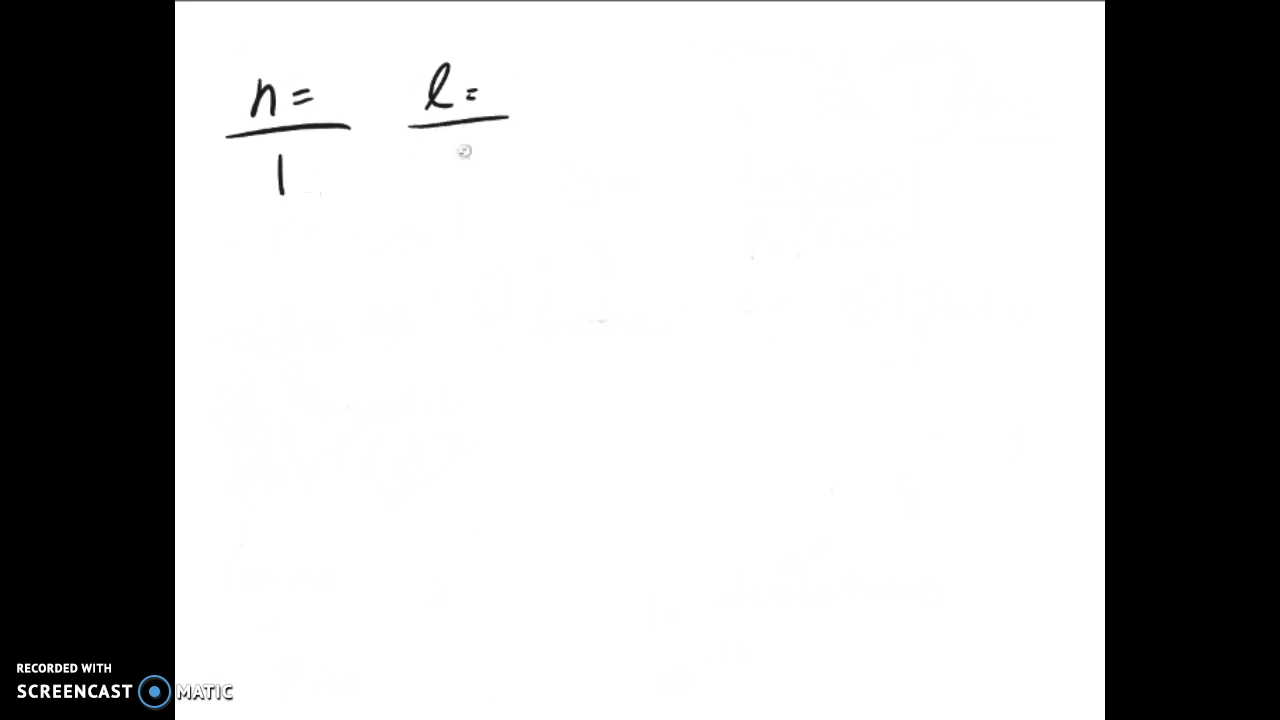 n= l=
1
RECORDED WITH
SCREENCAST MATIC